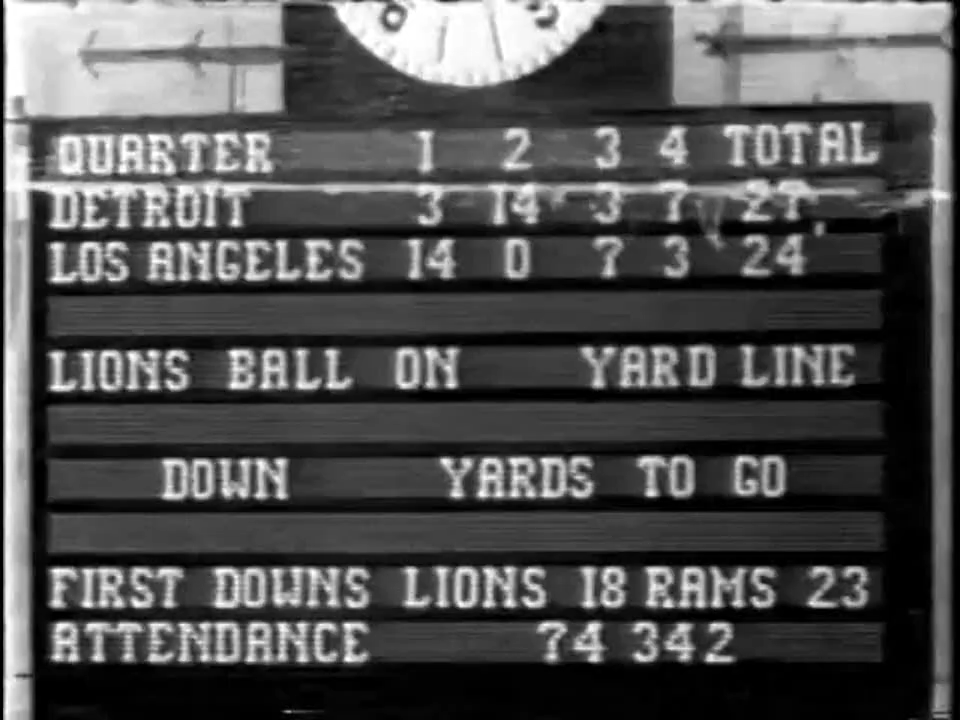 QUARTER 1 2 3 4 TOTAL
DETROIT 3 14 3 7 27
LOS ANGELES 14 0 7 3 24
LIONS BALL ON YARD LINE
DOWN YARDS TO GO
FIRST DOWNS LIONS 18 RAMS 23
ATTENDANCE 74 342